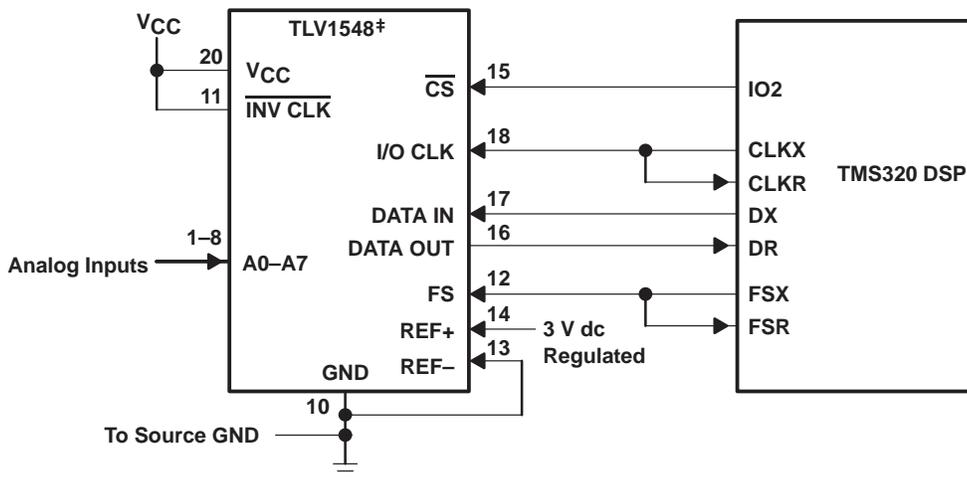 VCC
TLV1548‡
20
VCC
11
INV CLK
15
CS
IO2
18
I/O CLK
CLKX
CLKR
TMS320 DSP
17
DATA IN
DX
16
DATA OUT
DR
1–8
Analog Inputs
A0–A7
12
FS
FSX
FSR
14
REF+
3 V dc
Regulated
13
REF–
GND
10
To Source GND